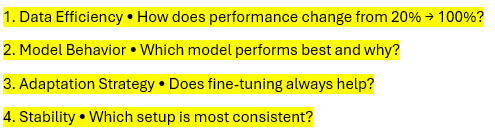 1. Data Efficiency • How does performance change from 20% → 100%?
2. Model Behavior • Which model performs best and why?
3. Adaptation Strategy • Does fine-tuning always help?
4. Stability • Which setup is most consistent?